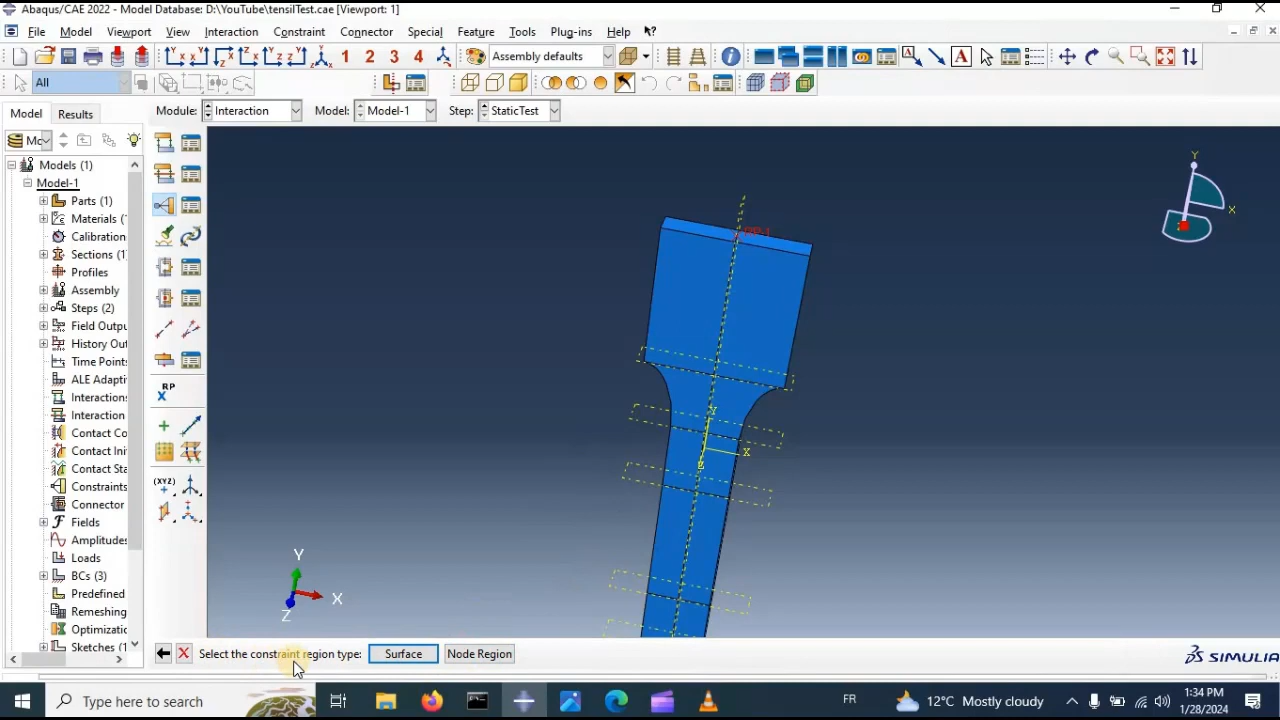 Abaqus/CAE 2022 - Model Database: D:\YouTube\tensilTest.cae [Viewport: 1]
File Model Viewport View Interaction Constraint Connector Special Feature Tools Plug-ins Help
1 2 3 4 Assembly defaults
All
Model Results Module: Interaction Model: Model-1 Step: StaticTest
Models (1)
Model-1
Parts (1)
Materials (
Calibration
Sections (1)
Profiles
Assembly
Steps (2)
Field Outp
History Ou
Time Point
ALE Adapti
Interactions
Interaction
Contact Co
Contact Ini
Contact Sta
Constraints
Connector
Fields
Amplitudes
Loads
BCs (3)
Predefined
Remeshing
Optimizatio
Sketches (1
RP
(XYZ)
Y
X
Y
X
Z
Y
X
Z
Select the constraint region type: Surface Node Region
SIMULIA
Type here to search
FR
12°C Mostly cloudy
1:34 PM
1/28/2024